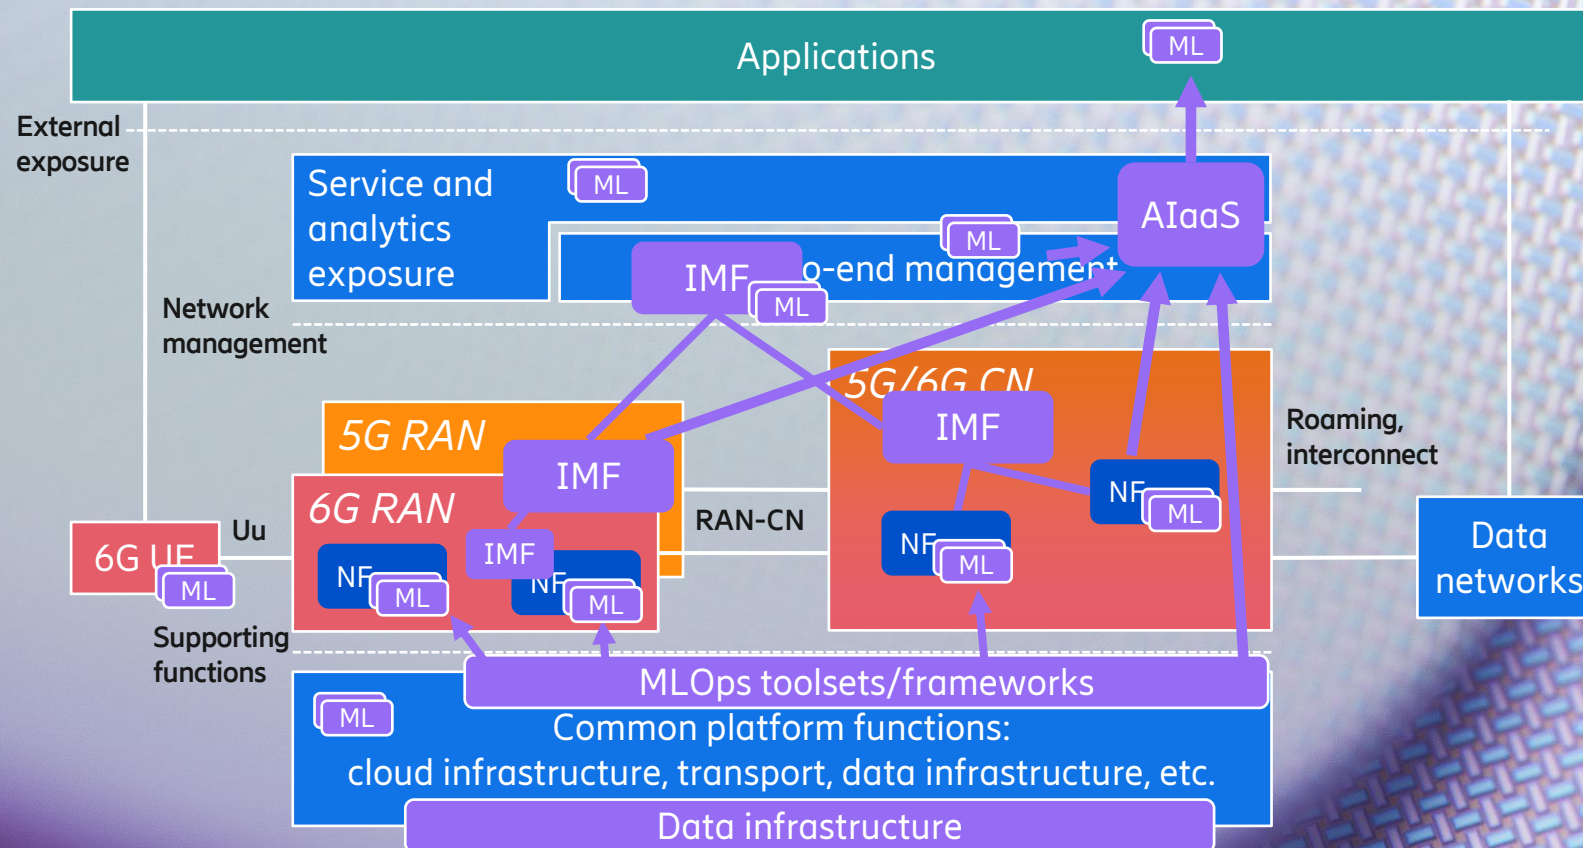 Applications
ML
External
exposure
Service and
analytics
exposure
ML
AIaaS
ML
IMF
o-end management
ML
Network
management
5G/6G CN
IMF
5G RAN
IMF
Roaming,
interconnect
6G RAN
NF
ML
RAN-CN
Uu
6G UE
ML
IMF
NF
ML
NF
ML
NF
ML
Data
networks
Supporting
functions
MLOps toolsets/frameworks
ML
Common platform functions:
cloud infrastructure, transport, data infrastructure, etc.
Data infrastructure